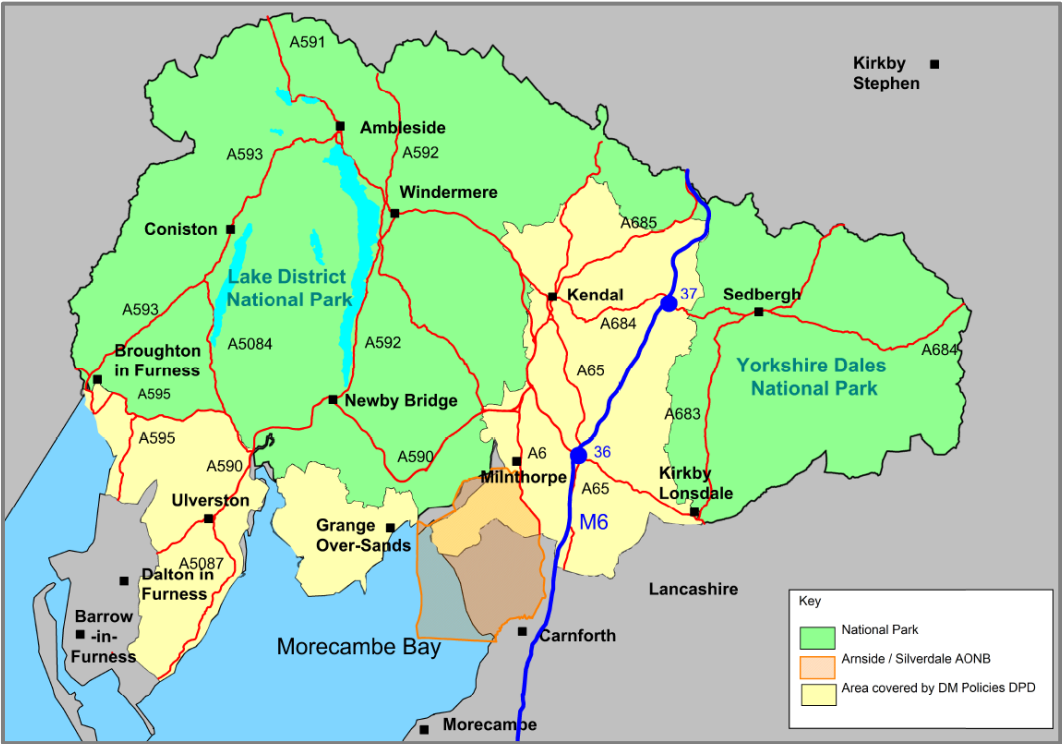 A591
Kirkby
Stephen
Ambleside
A593
A592
Windermere
Coniston
A685
Lake District
National Park
37
Kendal
Sedbergh
A593
A684
A5084
A592
A684
Broughton
in Furness
Yorkshire Dales
National Park
A65
A595
Newby Bridge
A683
A595
A590
A590
A6
36
Milnthorpe
Kirkby
Lonsdale
A65
Ulverston
M6
Grange
Over-Sands
A5087
Dalton in
Furness
Lancashire
Barrow
-in-
Furness
Morecambe Bay
Carnforth
Morecambe
Key
National Park
Arnside / Silverdale AONB
Area covered by DM Policies DPD